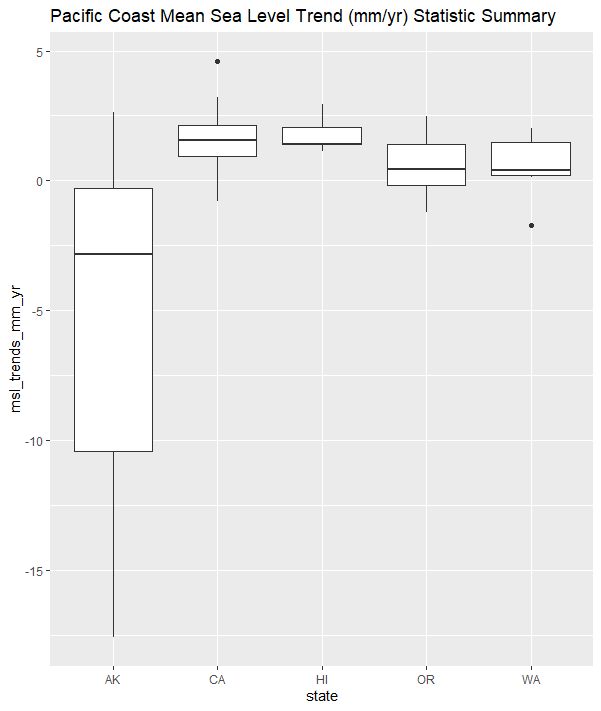 Pacific Coast Mean Sea Level Trend (mm/yr) Statistic Summary
5
0
-5
-10
-15
msl_trends_mm_yr
AK CA HI OR WA
state